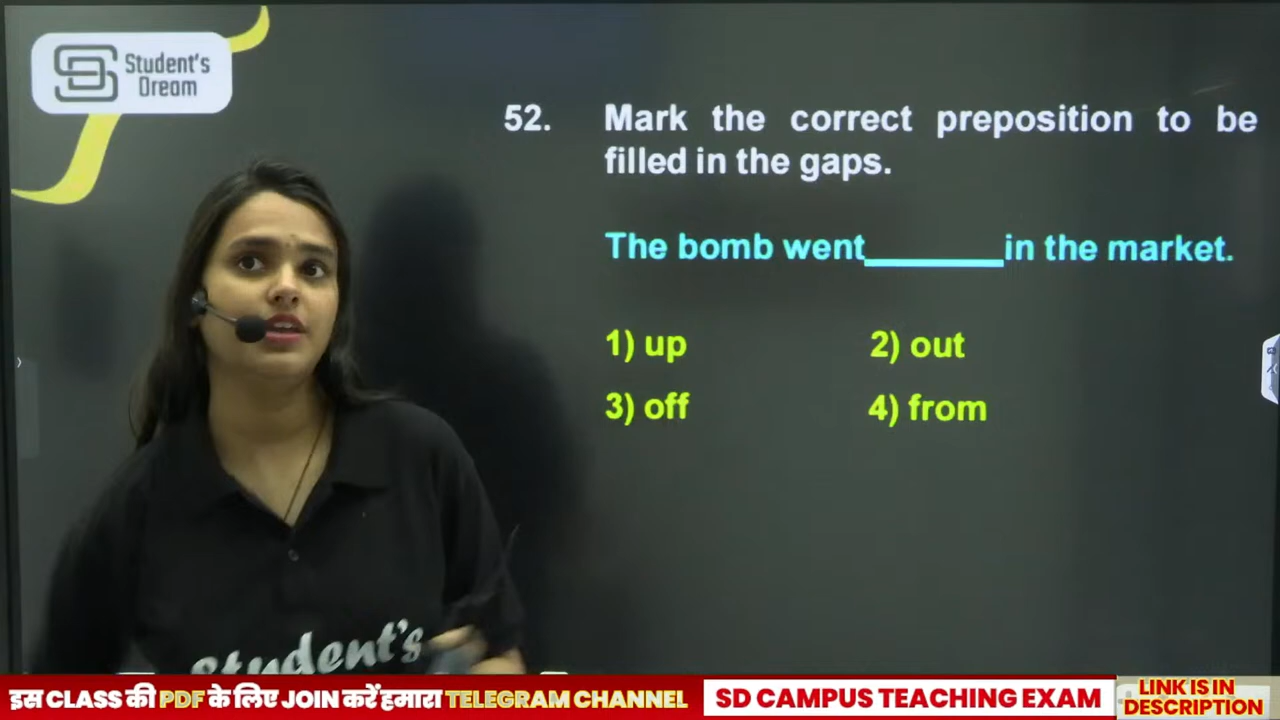 Student's
Dream
52. Mark the correct preposition to be
filled in the gaps.
The bomb went_______in the market.
1) up 2) out
3) off 4) from
Student's
इस CLASS की PDF के लिए JOIN करें हमारा TELEGRAM CHANNEL
SD CAMPUS TEACHING EXAM
LINK IS IN
DESCRIPTION